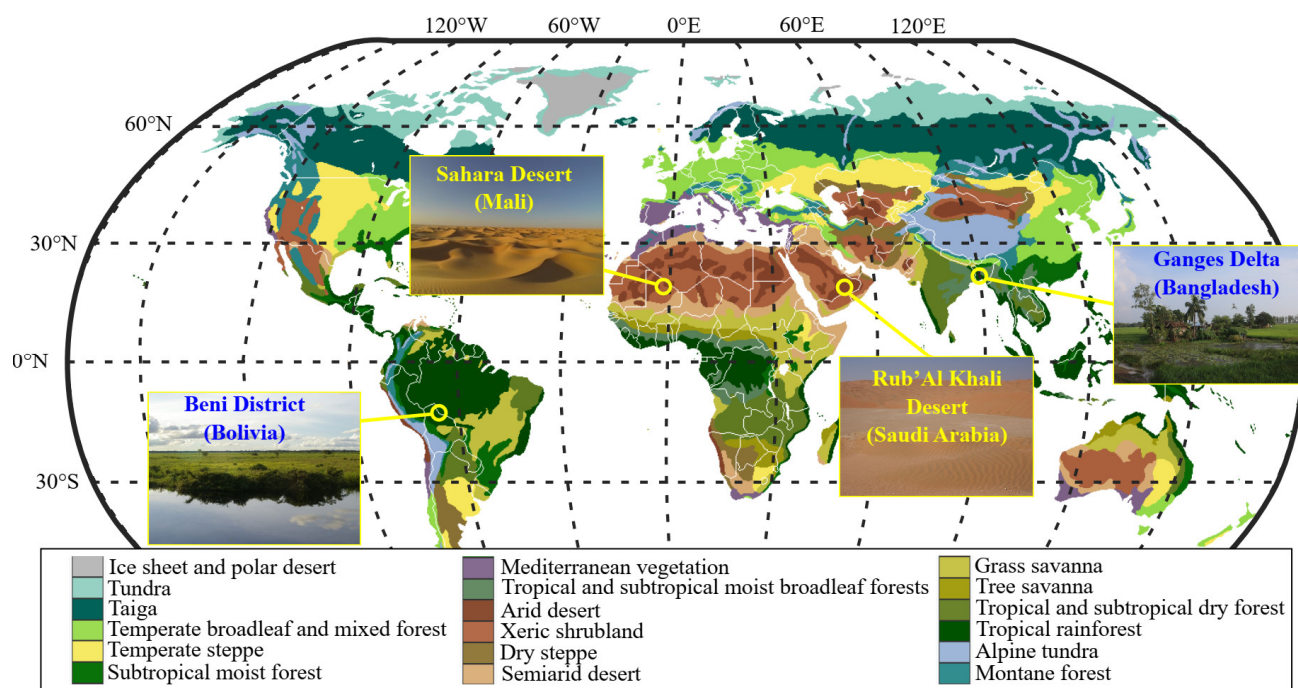 120°W 60°W 0°E 60°E 120°E
60°N
30°N
0°N
30°S
Sahara Desert
(Mali)
Ganges Delta
(Bangladesh)
Beni District
(Bolivia)
Rub'Al Khali
Desert
(Saudi Arabia)
Ice sheet and polar desert
Tundra
Taiga
Temperate broadleaf and mixed forest
Temperate steppe
Subtropical moist forest
Mediterranean vegetation
Tropical and subtropical moist broadleaf forests
Arid desert
Xeric shrubland
Dry steppe
Semiarid desert
Grass savanna
Tree savanna
Tropical and subtropical dry forest
Tropical rainforest
Alpine tundra
Montane forest